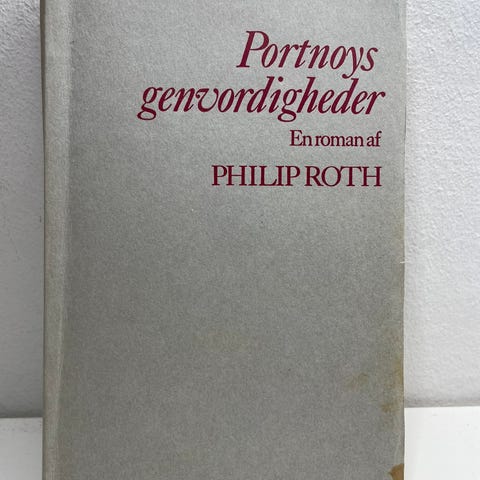 Portnoys
genvordigheder
En roman af
PHILIP ROTH